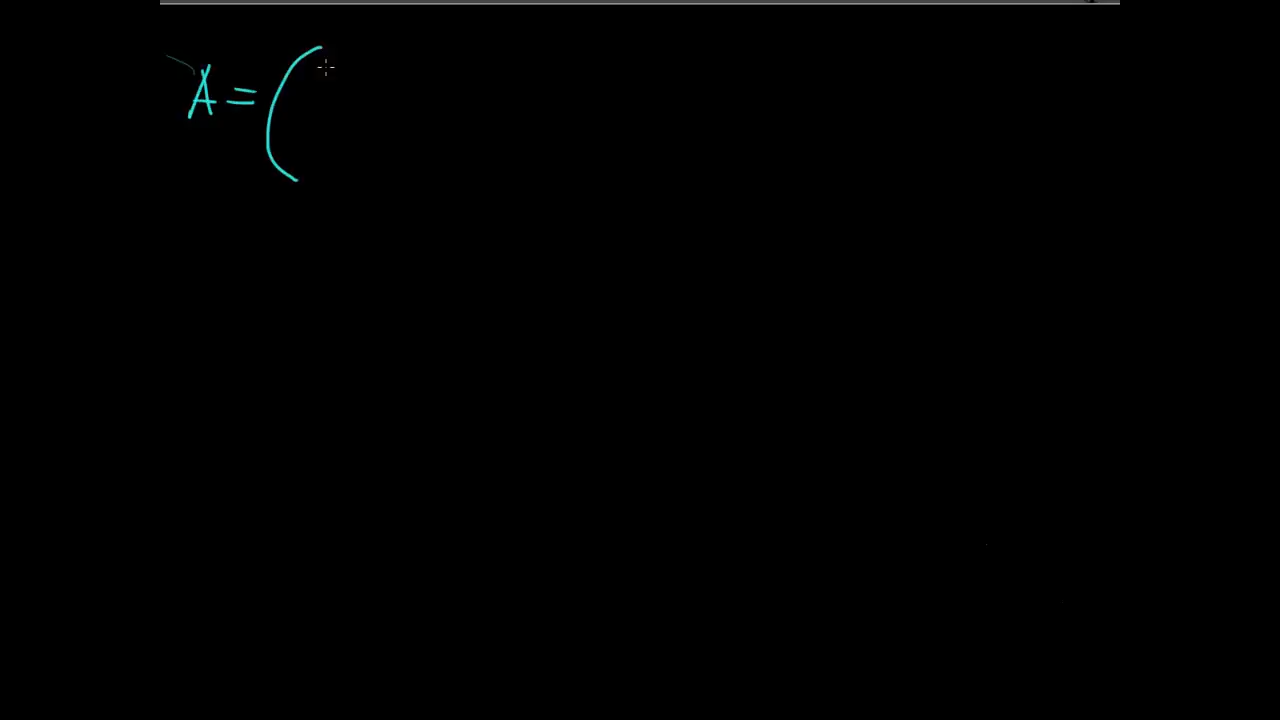 A = (